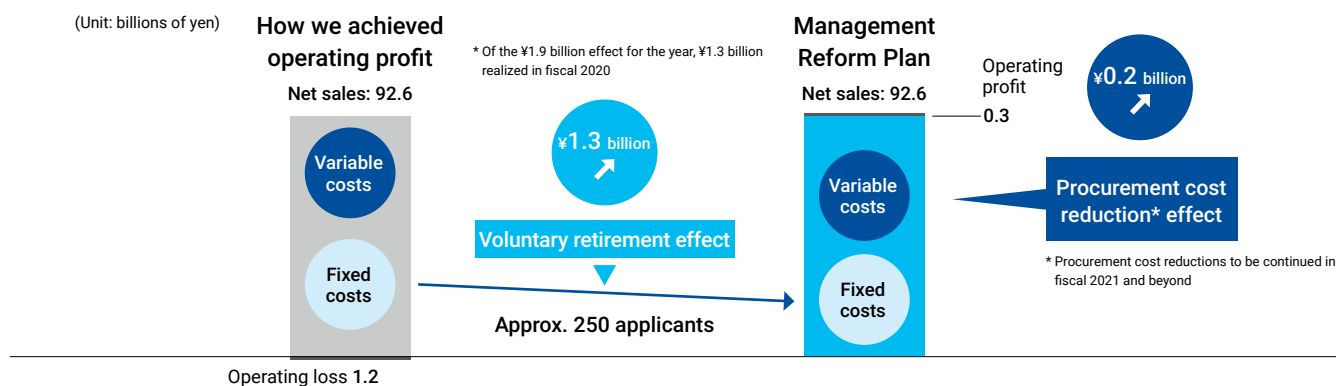 (Unit: billions of yen)
How we achieved
operating profit
Net sales: 92.6
Variable
costs
Fixed
costs
Operating loss 1.2
* Of the ¥1.9 billion effect for the year, ¥1.3 billion
realized in fiscal 2020
¥1.3 billion
Voluntary retirement effect
Approx. 250 applicants
Management
Reform Plan
Net sales: 92.6
Variable
costs
Fixed
costs
Operating
profit
0.3
¥0.2 billion
Procurement cost
reduction* effect
* Procurement cost reductions to be continued in
fiscal 2021 and beyond